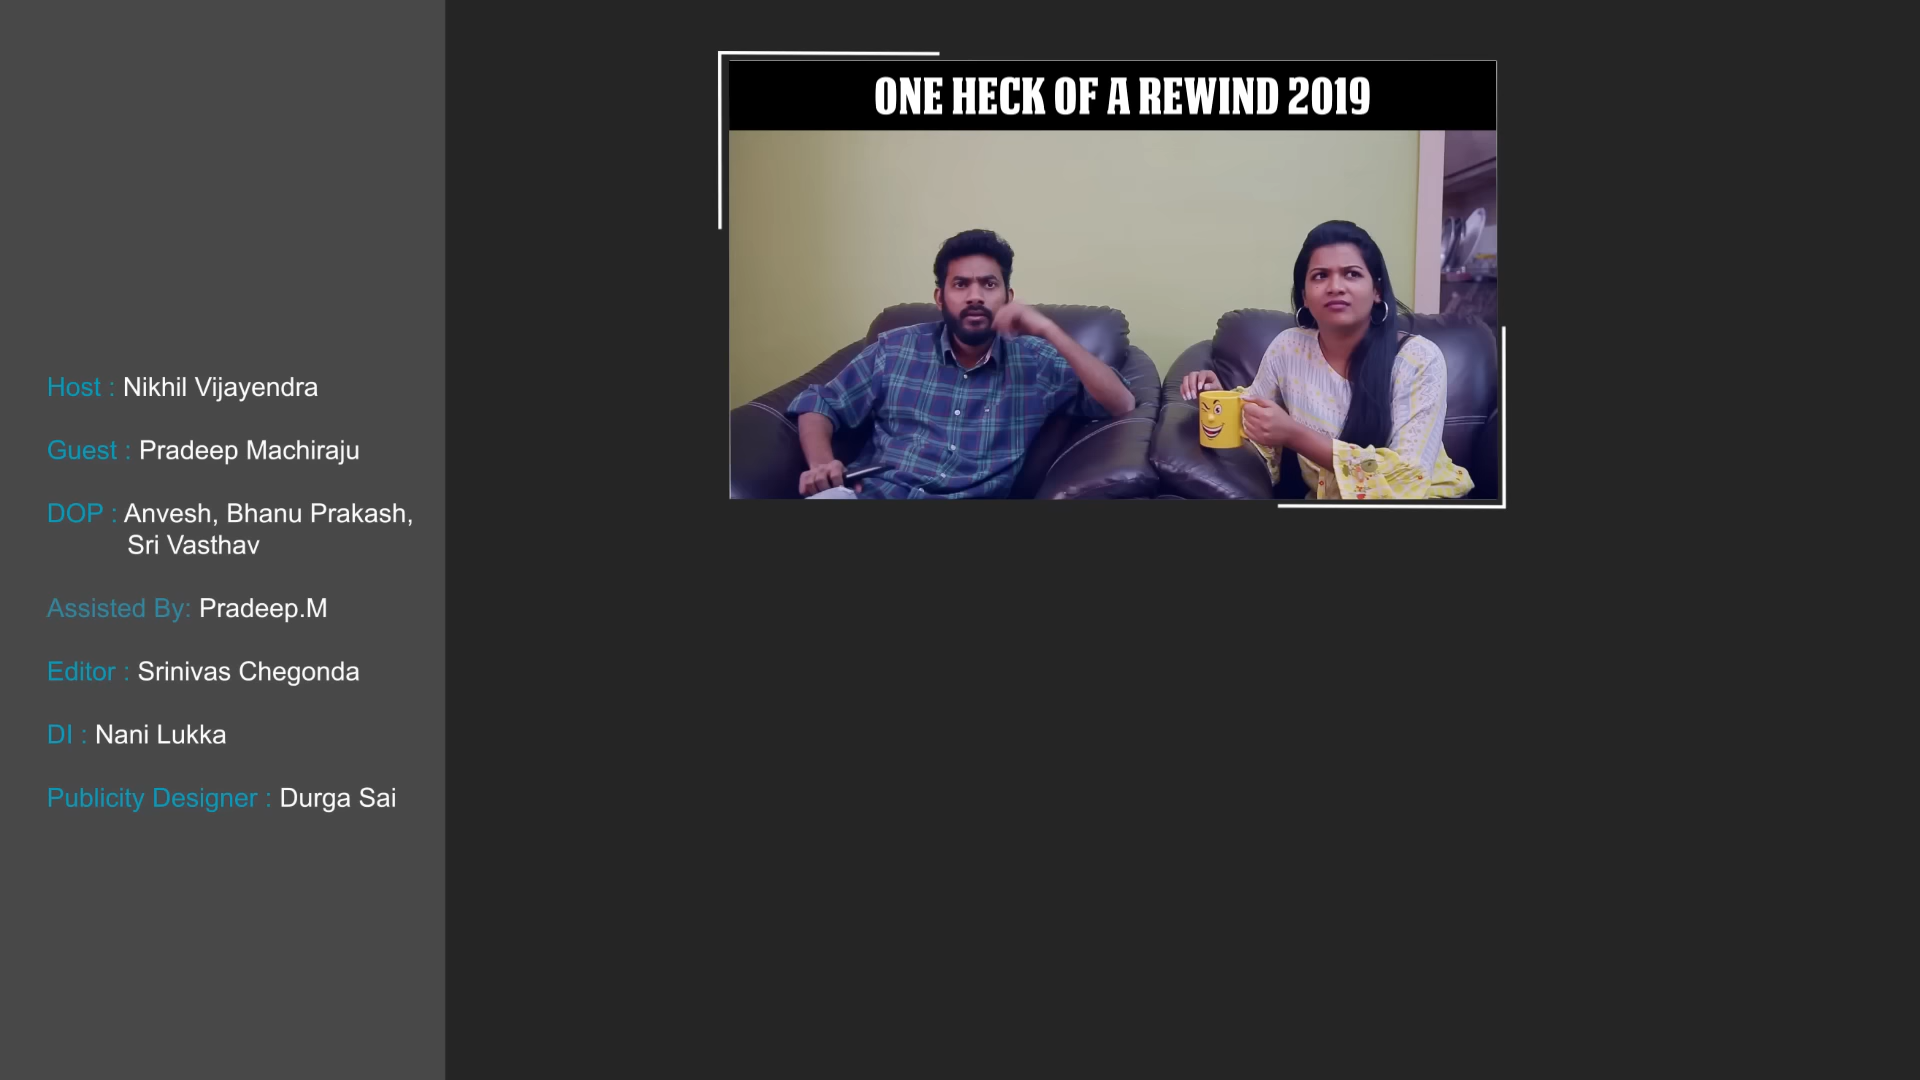 ONE HECK OF A REWIND 2019
Host : Nikhil Vijayendra
Guest : Pradeep Machiraju
DOP : Anvesh, Bhanu Prakash,
Sri Vasthav
Assisted By: Pradeep.M
Editor : Srinivas Chegonda
DI : Nani Lukka
Publicity Designer : Durga Sai